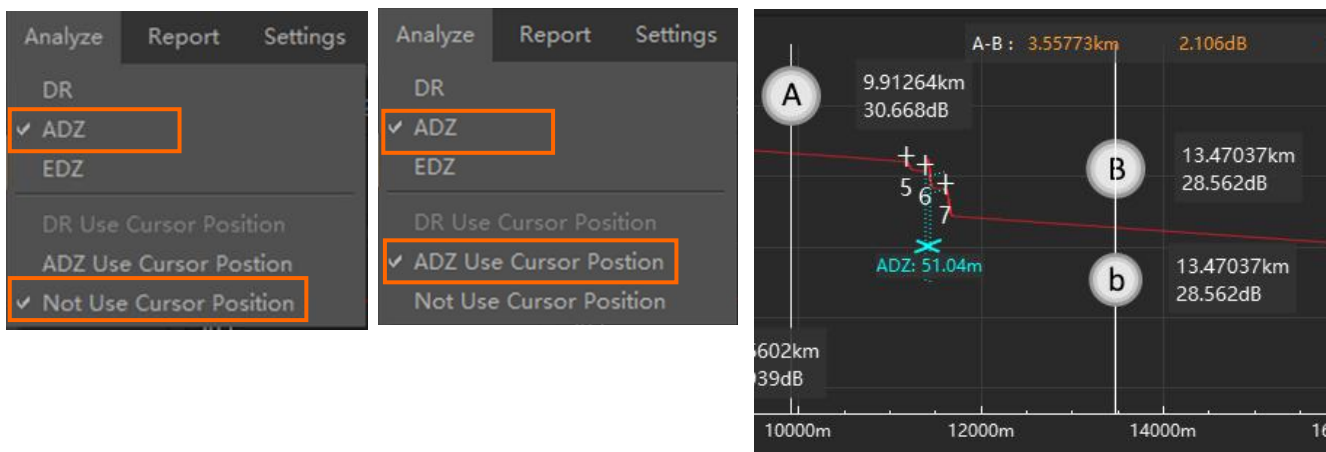 Analyze Report Settings
DR
✓ ADZ
EDZ
DR Use Cursor Position
ADZ Use Cursor Postion
✓ Not Use Cursor Position
Analyze Report Settings
DR
✓ ADZ
EDZ
DR Use Cursor Position
✓ ADZ Use Cursor Postion
Not Use Cursor Position
A-B : 3.55773km 2.106dB
A
9.91264km
30.668dB
B
13.47037km
28.562dB
5 6 7
ADZ: 51.04m
b
13.47037km
28.562dB
602km
39dB
10000m 12000m 14000m 16